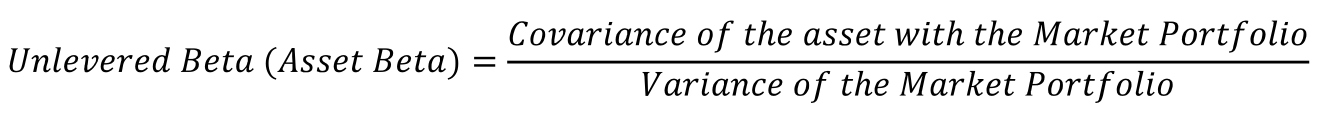 Covariance of the asset with the Market Portfolio
Unlevered Beta (Asset Beta) =
Variance of the Market Portfolio